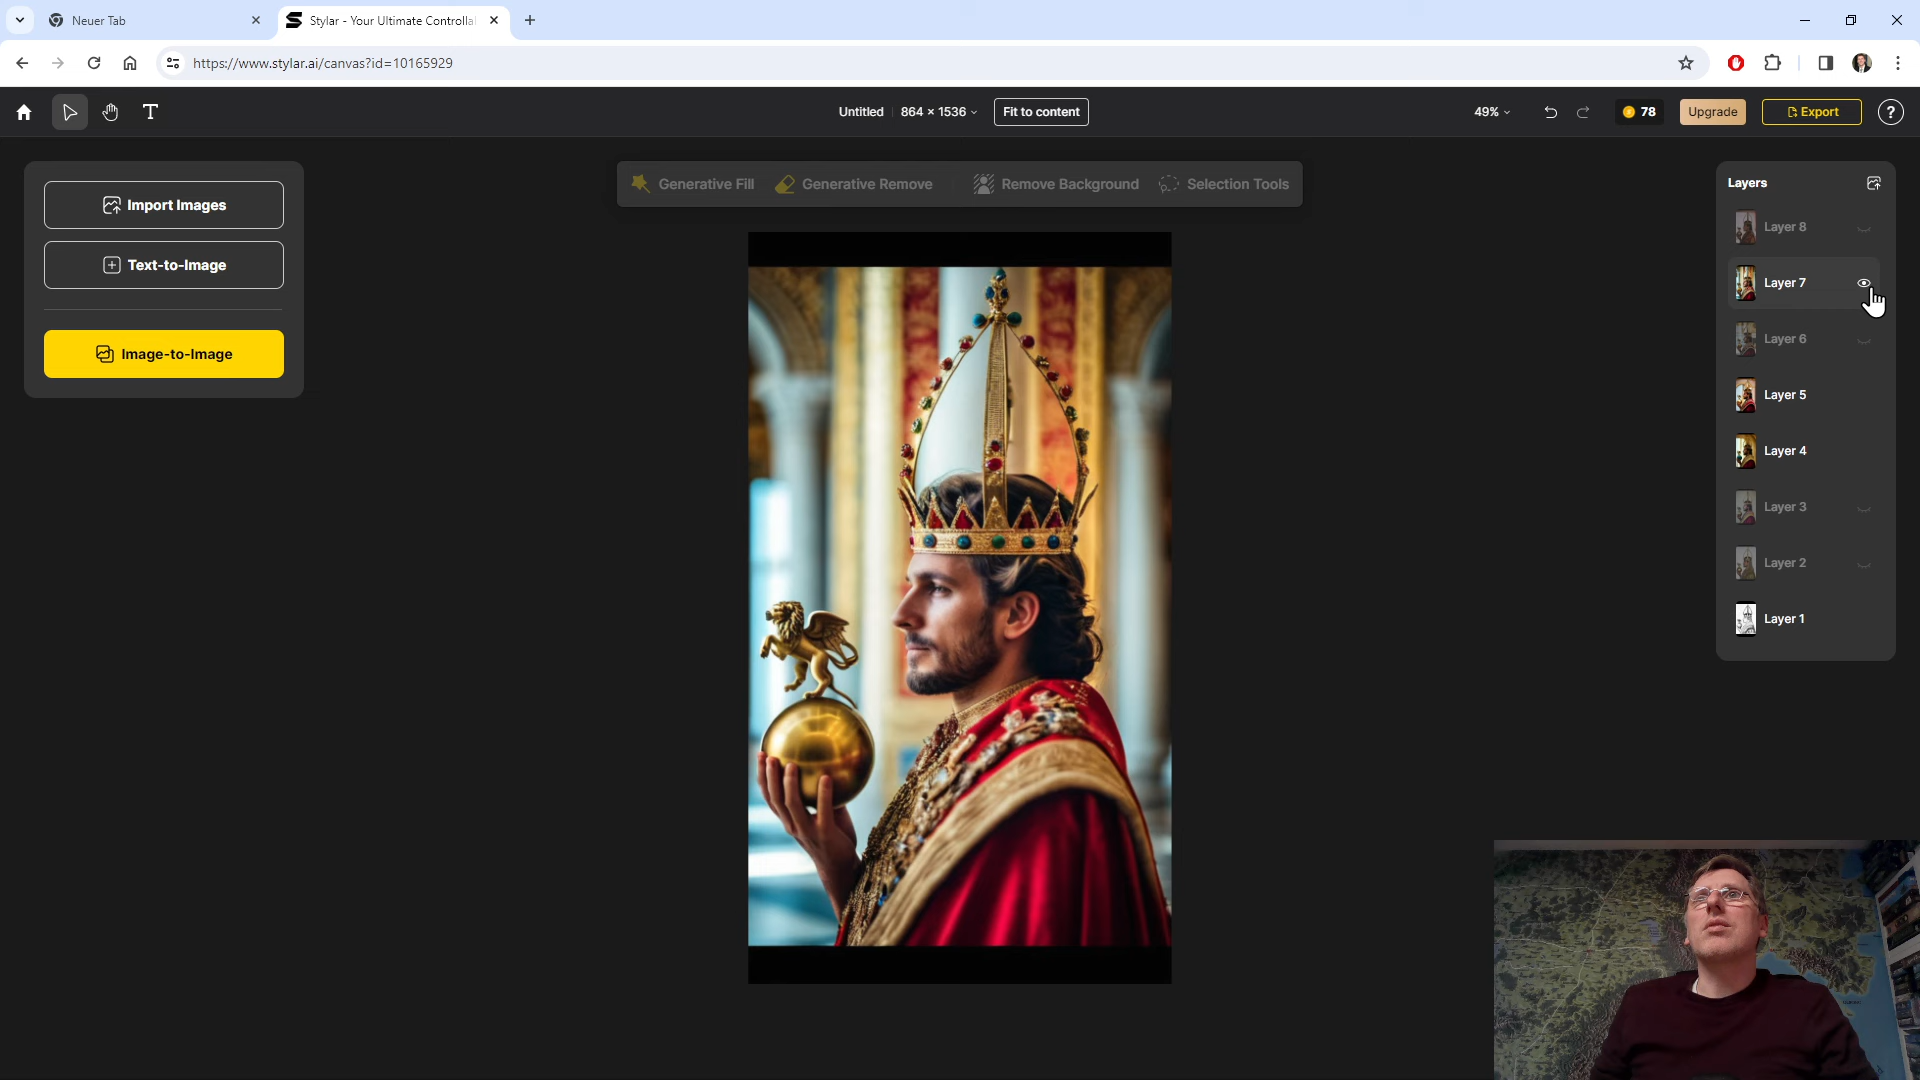 Neuer Tab
Stylar - Your Ultimate Controlla
https://www.stylar.ai/canvas?id=10165929
Untitled
864 × 1536
Fit to content
49%
78
Upgrade
Export
?
Import Images
Text-to-Image
Image-to-Image
Generative Fill
Generative Remove
Remove Background
Selection Tools
Layers
Layer 8
Layer 7
Layer 6
Layer 5
Layer 4
Layer 3
Layer 2
Layer 1